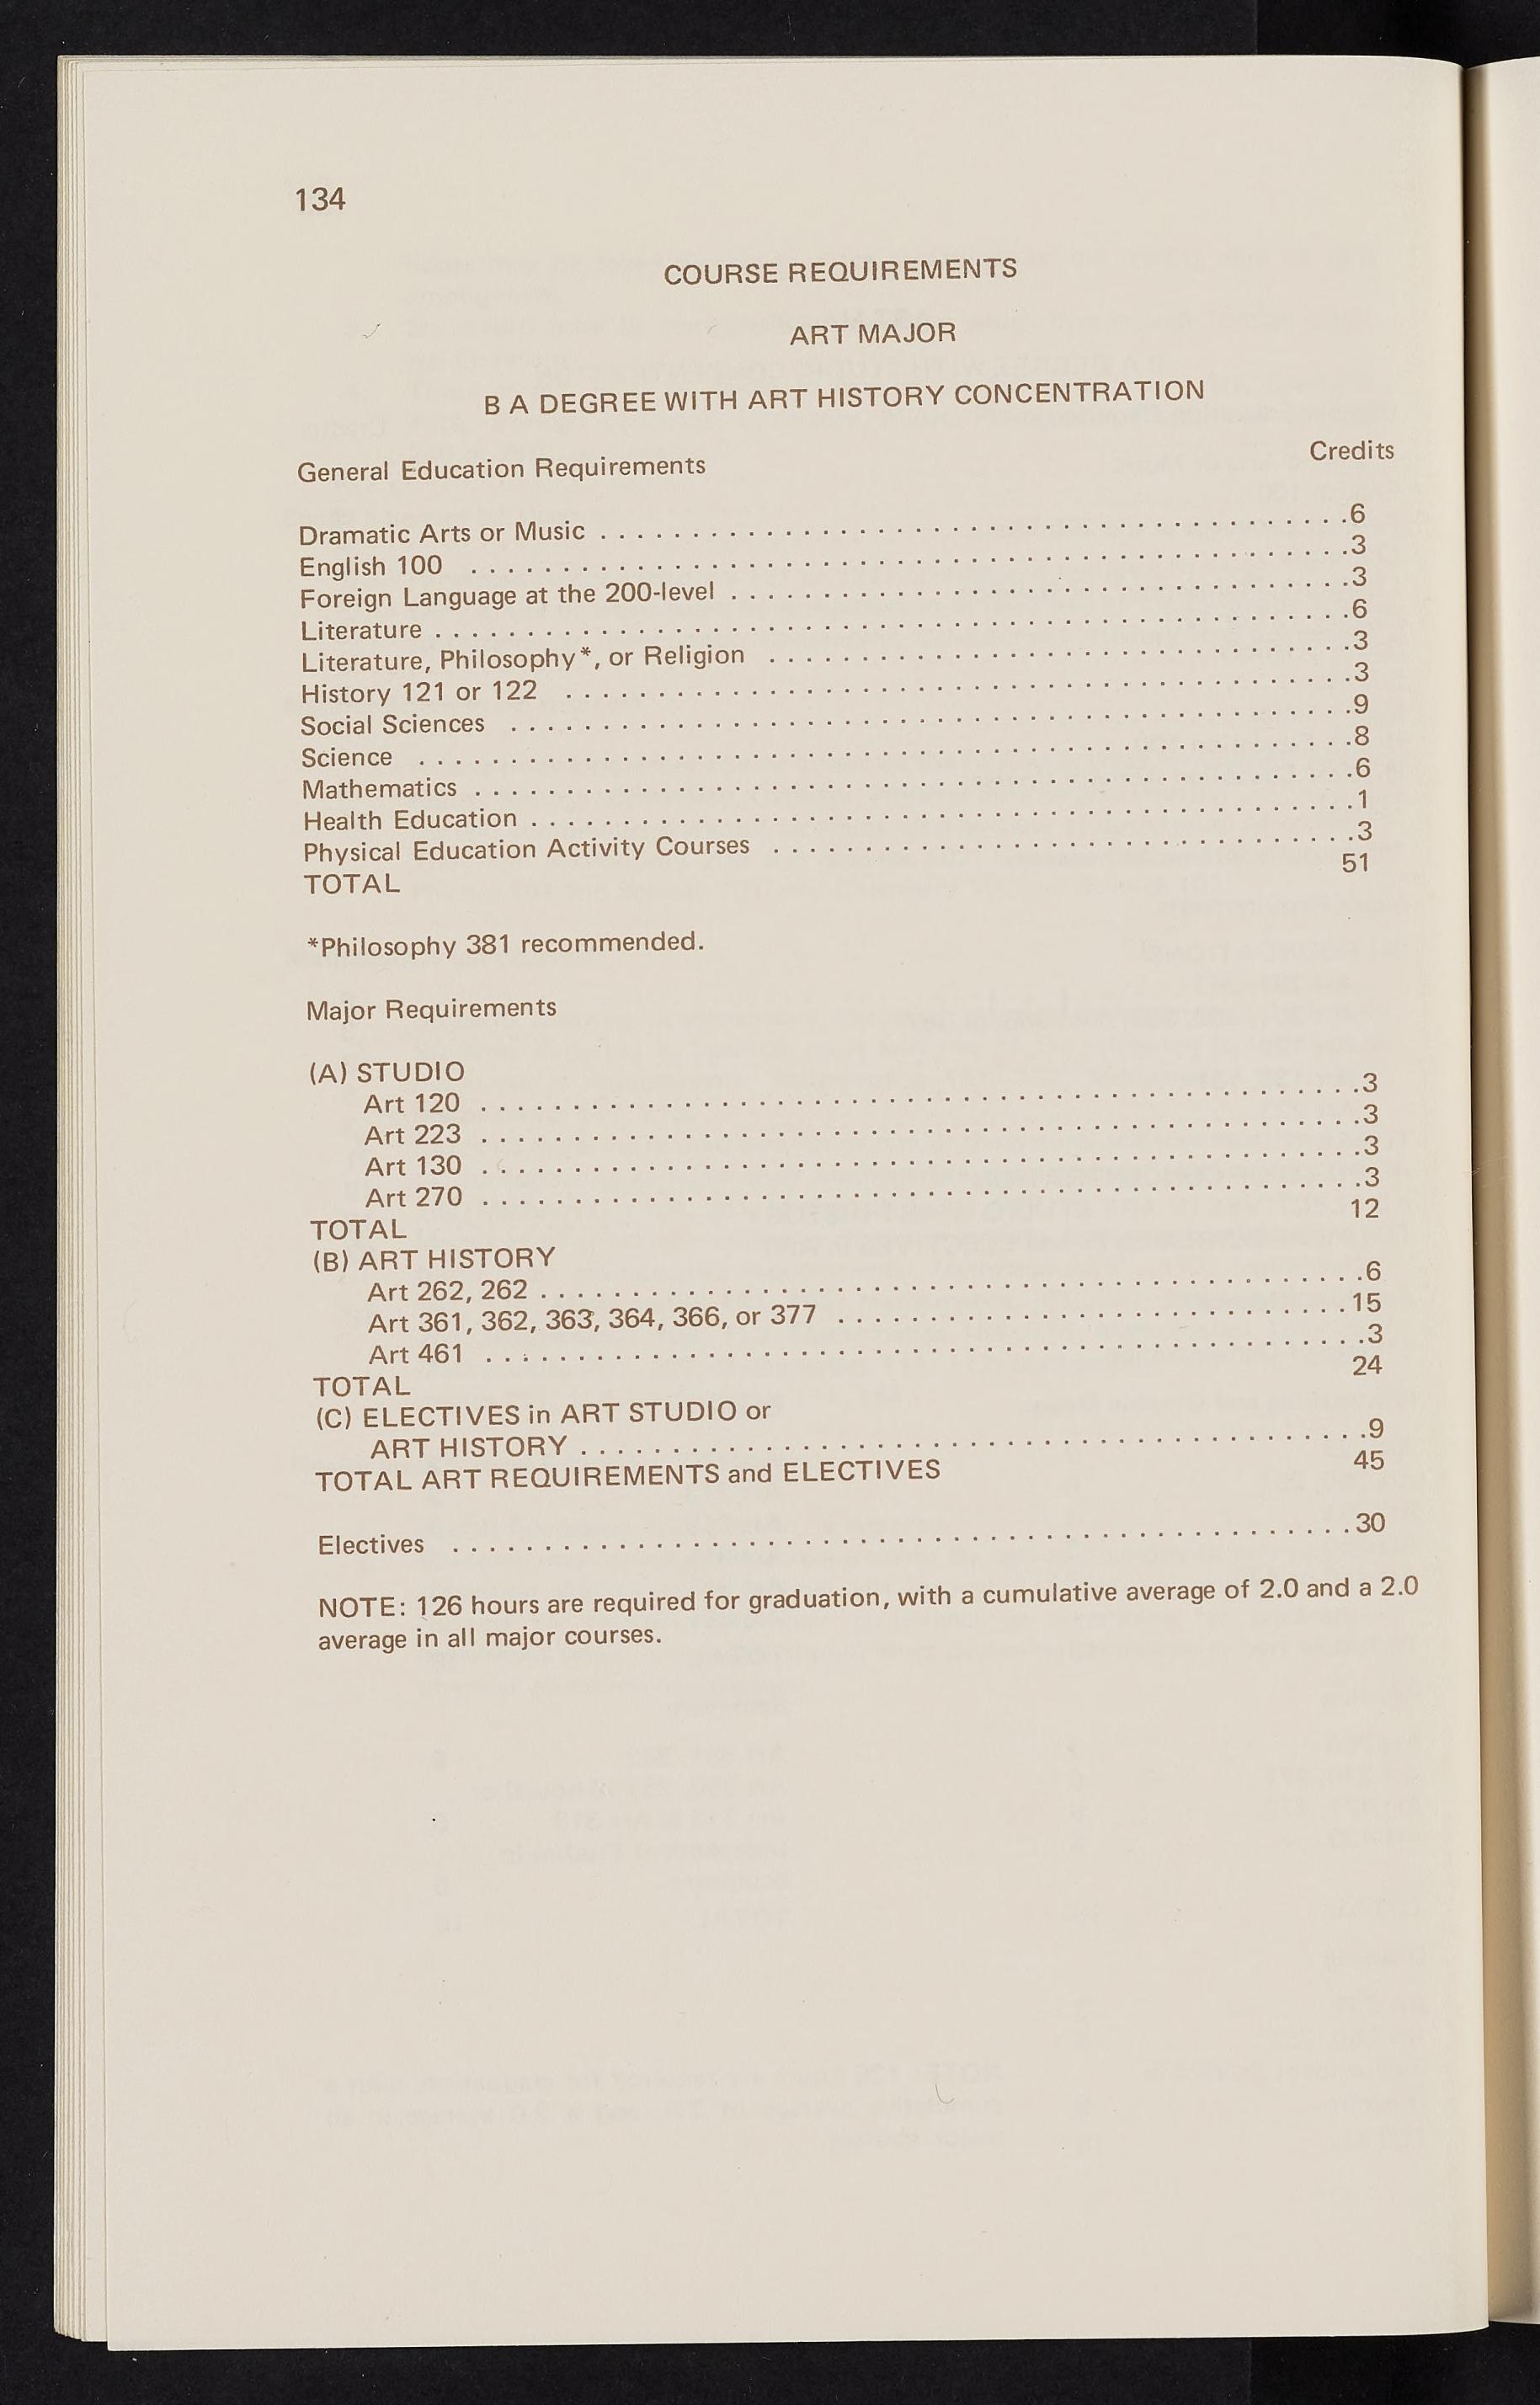 134
COURSE REQUIREMENTS
ART MAJOR
B A DEGREE WITH ART HISTORY CONCENTRATION
Credits
General Education Requirements
Dramatic Arts or Music . . . . . . . . . . . . . . . . . . . . 6
English 100 . . . . . . . . . . . . . . . . . . . . 3
Foreign Language at the 200-level . . . . . . . . . . . . . . . . . . . . 3
Literature . . . . . . . . . . . . . . . . . . . . 6
Literature, Philosophy*, or Religion . . . . . . . . . . . . . . . . . . . . 3
History 121 or 122 . . . . . . . . . . . . . . . . . . . . 3
Social Sciences . . . . . . . . . . . . . . . . . . . . 9
Science . . . . . . . . . . . . . . . . . . . . 8
Mathematics . . . . . . . . . . . . . . . . . . . . 6
Health Education . . . . . . . . . . . . . . . . . . . . 1
Physical Education Activity Courses . . . . . . . . . . . . . . . . . . . . 3
TOTAL 51
*Philosophy 381 recommended.
Major Requirements
(A) STUDIO
Art 120 . . . . . . . . . . . . . . . . . . . . 3
Art 223 . . . . . . . . . . . . . . . . . . . . 3
Art 130 . . . . . . . . . . . . . . . . . . . . 3
Art 270 . . . . . . . . . . . . . . . . . . . . 3
TOTAL 12
(B) ART HISTORY
Art 262, 262 . . . . . . . . . . . . . . . . . . . . 6
Art 361, 362, 363, 364, 366, or 377 . . . . . . . . . . . . . . . . . . . . 15
Art 461 . . . . . . . . . . . . . . . . . . . . 3
TOTAL 24
(C) ELECTIVES in ART STUDIO or
ART HISTORY . . . . . . . . . . . . . . . . . . . . 9
TOTAL ART REQUIREMENTS and ELECTIVES 45
Electives . . . . . . . . . . . . . . . . . . . . 30
NOTE: 126 hours are required for graduation, with a cumulative average of 2.0 and a 2.0
average in all major courses.